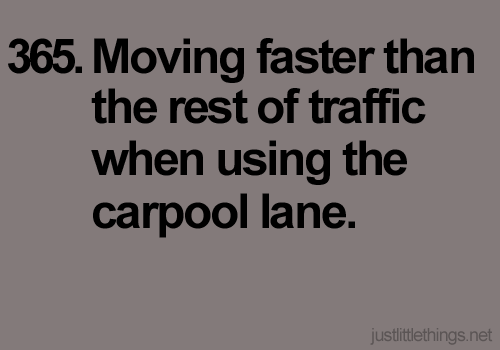 365. Moving faster than
the rest of traffic
when using the
carpool lane.
justlittlethings.net